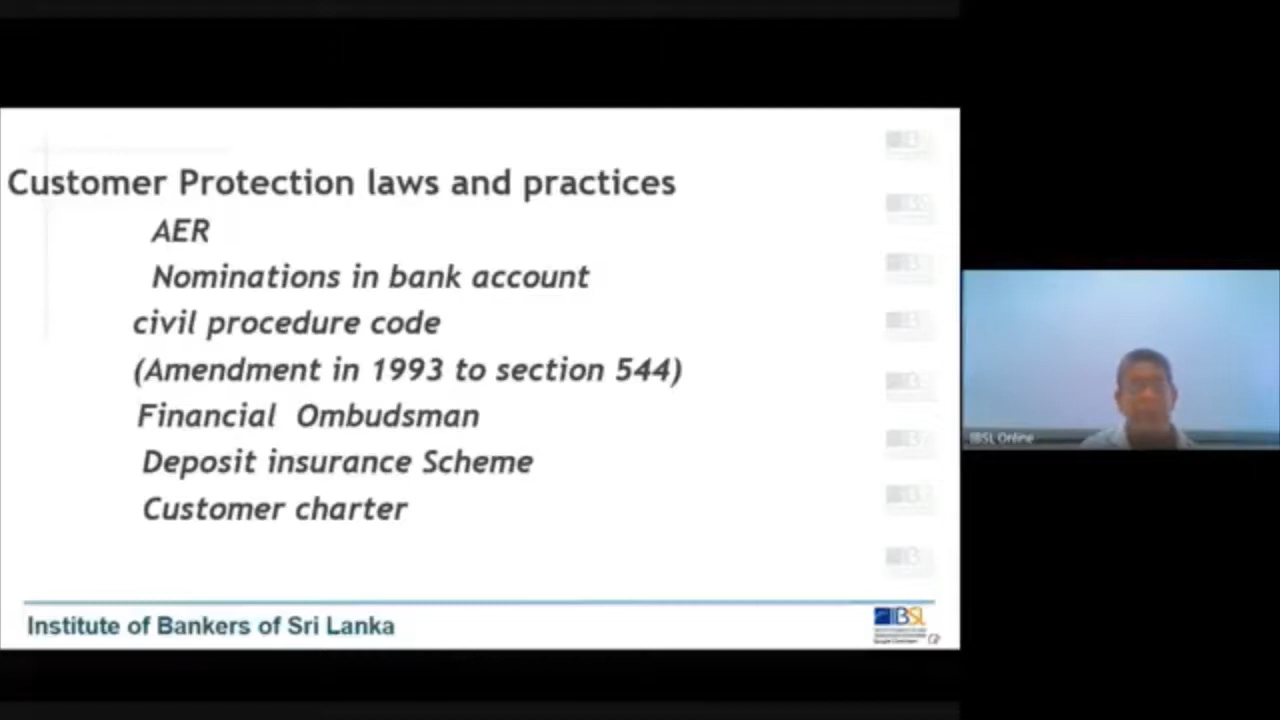 Customer Protection laws and practices
AER
Nominations in bank account
civil procedure code
(Amendment in 1993 to section 544)
Financial Ombudsman
Deposit insurance Scheme
Customer charter
IBSL Online
Institute of Bankers of Sri Lanka
IBSL